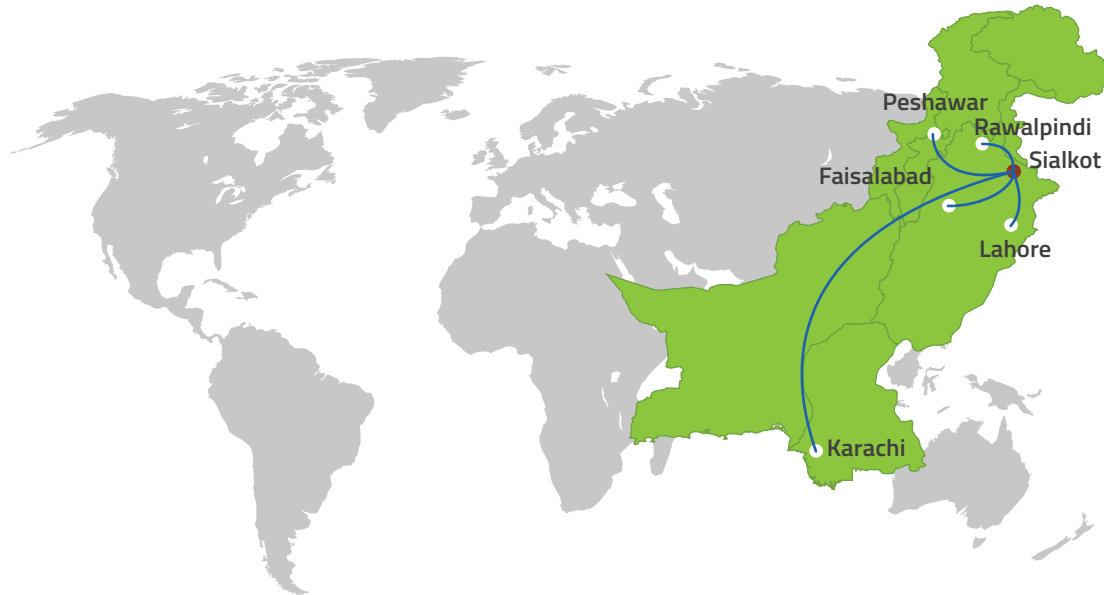 Peshawar
Rawalpindi
Sialkot
Faisalabad
Lahore
Karachi